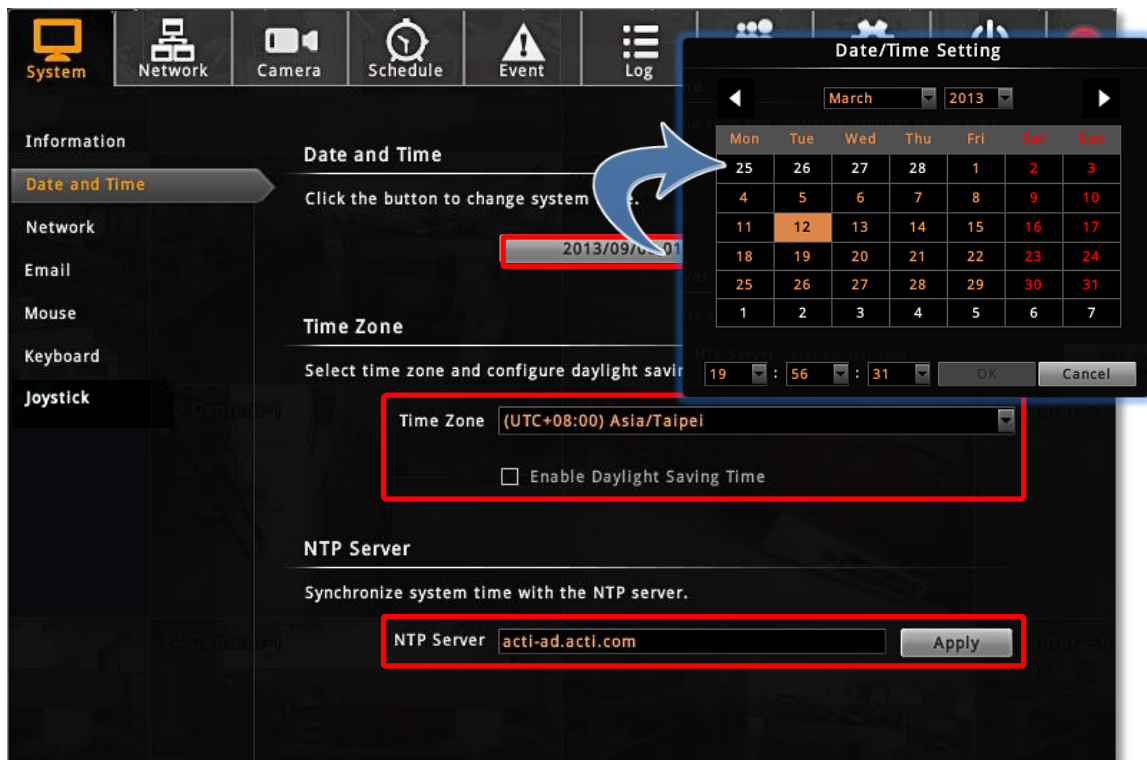 System Network Camera Schedule Event Log
Information
Date and Time
Network
Email
Mouse
Keyboard
Joystick
Date and Time
Click the button to change system
Time Zone
Select time zone and configure daylight savin
Time Zone (UTC+08:00) Asia/Taipei
Enable Daylight Saving Time
NTP Server
Synchronize system time with the NTP server.
NTP Server acti-ad.acti.com Apply
Date/Time Setting
March 2013
Mon Tue Wed Thu Fri Sat Sun
25 26 27 28 1 2 3
4 5 6 7 8 9 10
11 12 13 14 15 16 17
18 19 20 21 22 23 24
25 26 27 28 29 30 31
1 2 3 4 5 6 7
19 : 56 : 31 OK Cancel